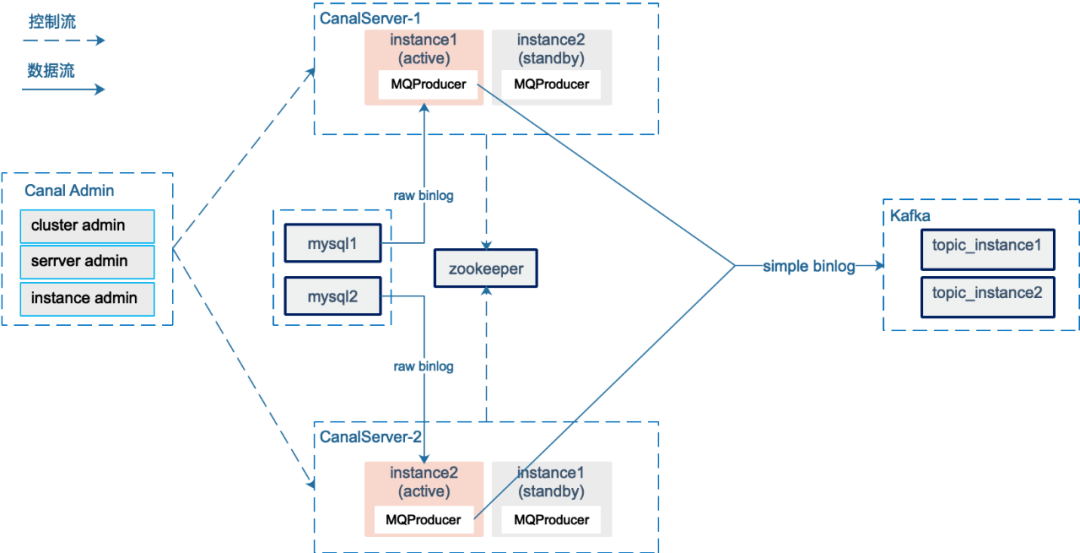 控制流
数据流
CanalServer-1
instance1
(active)
MQProducer
instance2
(standby)
MQProducer
Canal Admin
cluster admin
serrver admin
instance admin
raw binlog
mysql1
mysql2
zookeeper
simple binlog
Kafka
topic_instance1
topic_instance2
raw binlog
CanalServer-2
instance2
(active)
MQProducer
instance1
(standby)
MQProducer